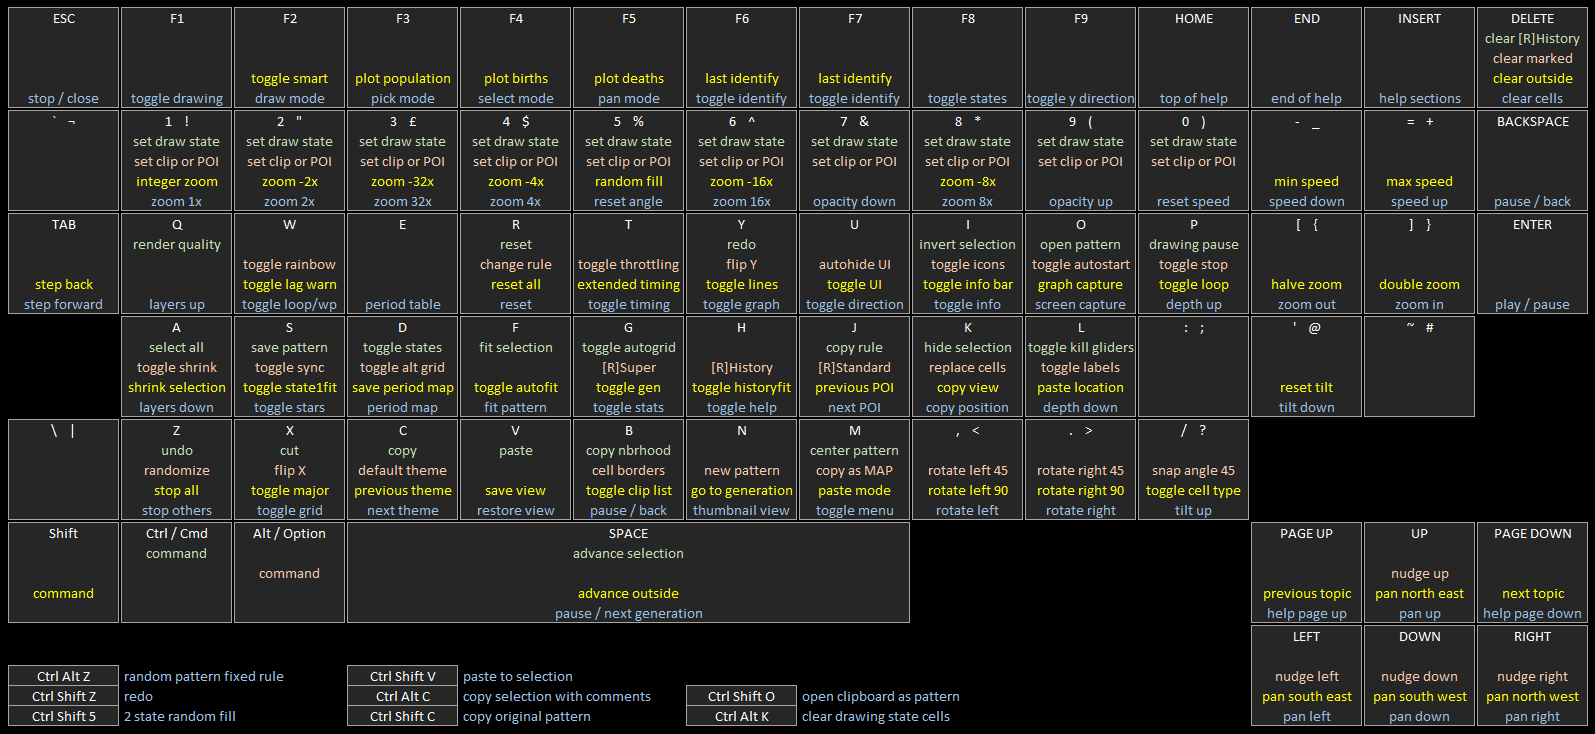 ESC F1 F2 F3 F4 F5 F6 F7 F8 F9 HOME END INSERT DELETE
clear [R]History
clear marked
toggle smart plot population plot births plot deaths last identify last identify clear outside
stop / close toggle drawing draw mode pick mode select mode pan mode toggle identify toggle identify toggle states toggle y direction top of help end of help help sections clear cells
` ¬ 1 ! 2 " 3 £ 4 $ 5 % 6 ^ 7 & 8 * 9 ( 0 ) - _ = + BACKSPACE
set draw state set draw state set draw state set draw state set draw state set draw state set draw state set draw state set draw state set draw state
set clip or POI set clip or POI set clip or POI set clip or POI set clip or POI set clip or POI set clip or POI set clip or POI set clip or POI set clip or POI
integer zoom zoom -2x zoom -32x zoom -4x random fill zoom -16x zoom -8x min speed max speed
zoom 1x zoom 2x zoom 32x zoom 4x reset angle zoom 16x opacity down zoom 8x opacity up reset speed speed down speed up pause / back
TAB Q W E R T Y U I O P [ { ] } ENTER
render quality reset redo invert selection open pattern drawing pause
toggle rainbow change rule toggle throttling flip Y autohide UI toggle icons toggle autostart toggle stop
step back toggle lag warn reset all extended timing toggle lines toggle UI toggle info bar graph capture toggle loop halve zoom double zoom
step forward layers up toggle loop/wp period table reset toggle timing toggle graph toggle direction toggle info screen capture depth up zoom out zoom in play / pause
A S D F G H J K L : ; ' @ ~ #
select all save pattern toggle states fit selection toggle autogrid copy rule hide selection toggle kill gliders
toggle shrink toggle sync toggle alt grid [R]Super [R]History [R]Standard replace cells toggle labels
shrink selection toggle state1fit save period map toggle autofit toggle gen toggle historyfit previous POI copy view paste location reset tilt
layers down toggle stars period map fit pattern toggle stats toggle help next POI copy position depth down tilt down
\ | Z X C V B N M , < . > / ?
undo cut copy paste copy nbrhood center pattern
randomize flip X default theme cell borders new pattern copy as MAP rotate left 45 rotate right 45 snap angle 45
stop all toggle major previous theme save view toggle clip list go to generation paste mode rotate left 90 rotate right 90 toggle cell type
stop others toggle grid next theme restore view pause / back thumbnail view toggle menu rotate left rotate right tilt up
Shift Ctrl / Cmd Alt / Option SPACE PAGE UP UP PAGE DOWN
command advance selection
command nudge up
command advance outside previous topic pan north east next topic
pause / next generation help page up pan up help page down
LEFT DOWN RIGHT
Ctrl Alt Z random pattern fixed rule Ctrl Shift V paste to selection nudge left nudge down nudge right
Ctrl Shift Z redo Ctrl Alt C copy selection with comments Ctrl Shift O open clipboard as pattern pan south east pan south west pan north west
Ctrl Shift 5 2 state random fill Ctrl Shift C copy original pattern Ctrl Alt K clear drawing state cells pan left pan down pan right